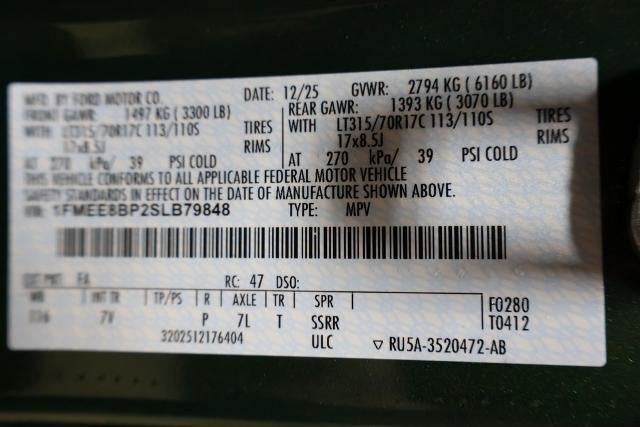 MFD. BY FORD MOTOR CO. DATE: 12/25 GVWR: 2794 KG (6160 LB)
FRONT GAWR: 1497 KG (3300 LB) REAR GAWR: 1393 KG (3070 LB)
WITH LT315/70R17C 113/110S TIRES WITH LT315/70R17C 113/110S TIRES
17x8.5J RIMS 17x8.5J RIMS
AT 270 kPa/ 39 PSI COLD AT 270 kPa/ 39 PSI COLD
THIS VEHICLE CONFORMS TO ALL APPLICABLE FEDERAL MOTOR VEHICLE
SAFETY STANDARDS IN EFFECT ON THE DATE OF MANUFACTURE SHOWN ABOVE.
VIN: 1FMEE8BP2SLB79848 TYPE: MPV
EXT PNT: EA RC: 47 DSO:
WB INT TR TP/PS R AXLE TR SPR F0280
7V P 7L T SSRR T0412
3202512176404 ULC ▽ RU5A-3520472-AB